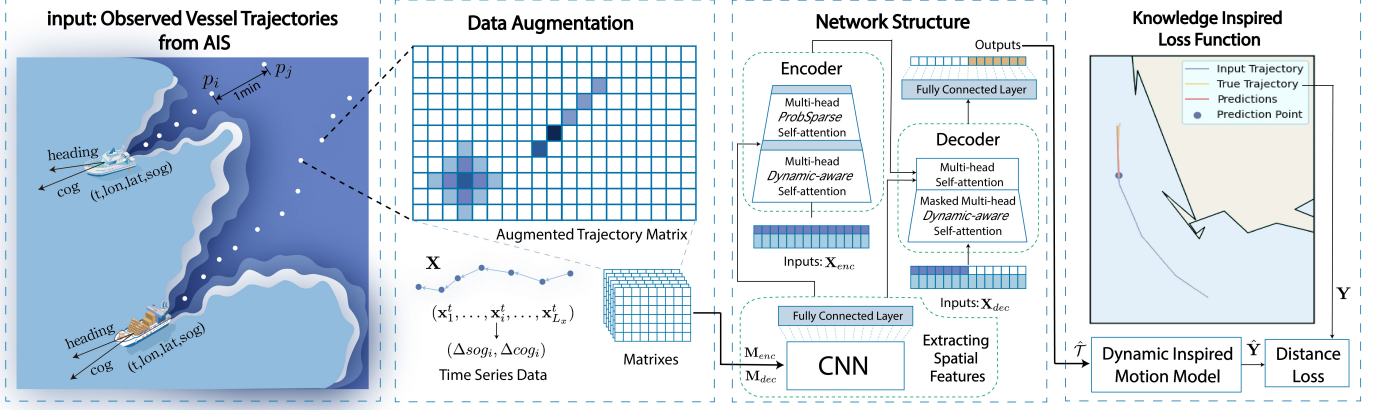 input: Observed Vessel Trajectories
from AIS
p_i
p_j
1min
heading
cog
(t,lon,lat,sog)
heading
cog
(t,lon,lat,sog)
Data Augmentation
Augmented Trajectory Matrix
X
(x_1^t, . . . , x_i^t, . . . , x_{L_x}^t)
(Δsog_i, Δcog_i)
Time Series Data
Matrixes
Network Structure
Encoder
Multi-head
ProbSparse
Self-attention
Multi-head
Dynamic-aware
Self-attention
Inputs: X_enc
Outputs
Fully Connected Layer
Decoder
Multi-head
Self-attention
Masked Multi-head
Dynamic-aware
Self-attention
Inputs: X_dec
Fully Connected Layer
CNN
M_enc
M_dec
Extracting
Spatial
Features
Knowledge Inspired
Loss Function
Input Trajectory
True Trajectory
Predictions
Prediction Point
Y
𝒯̂
Dynamic Inspired
Motion Model
Ŷ
Distance
Loss